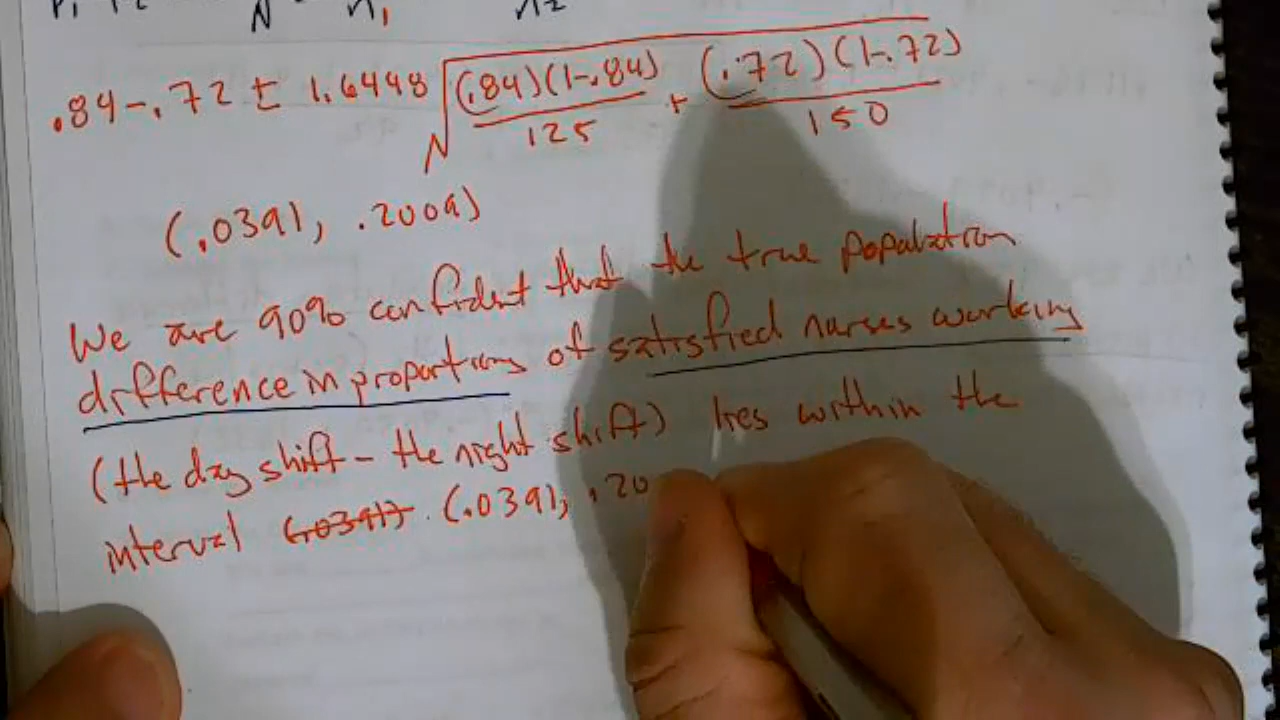 .84-.72 ± 1.6448 √((.84)(1-.84)/125 + (.72)(1-.72)/150)
(.0391, .2009)
We are 90% confident that the true population
difference in proportions of satisfied nurses working
(the day shift - the night shift) lies within the
interval (.0391) (.0391, .20